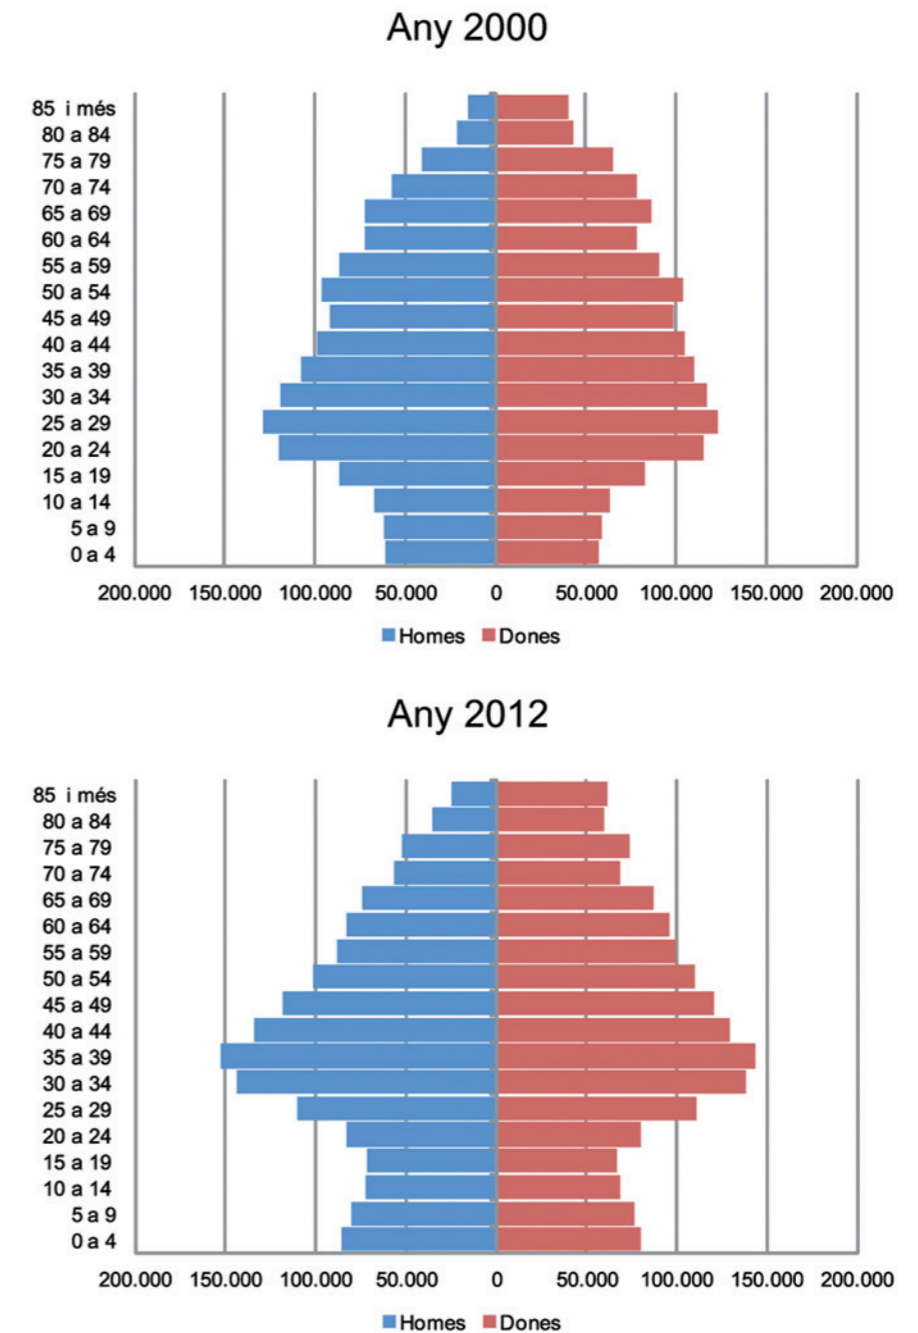 Any 2000
85 i més
80 a 84
75 a 79
70 a 74
65 a 69
60 a 64
55 a 59
50 a 54
45 a 49
40 a 44
35 a 39
30 a 34
25 a 29
20 a 24
15 a 19
10 a 14
5 a 9
0 a 4
200.000 150.000 100.000 50.000 0 50.000 100.000 150.000 200.000
Homes Dones
Any 2012
85 i més
80 a 84
75 a 79
70 a 74
65 a 69
60 a 64
55 a 59
50 a 54
45 a 49
40 a 44
35 a 39
30 a 34
25 a 29
20 a 24
15 a 19
10 a 14
5 a 9
0 a 4
200.000 150.000 100.000 50.000 0 50.000 100.000 150.000 200.000
Homes Dones